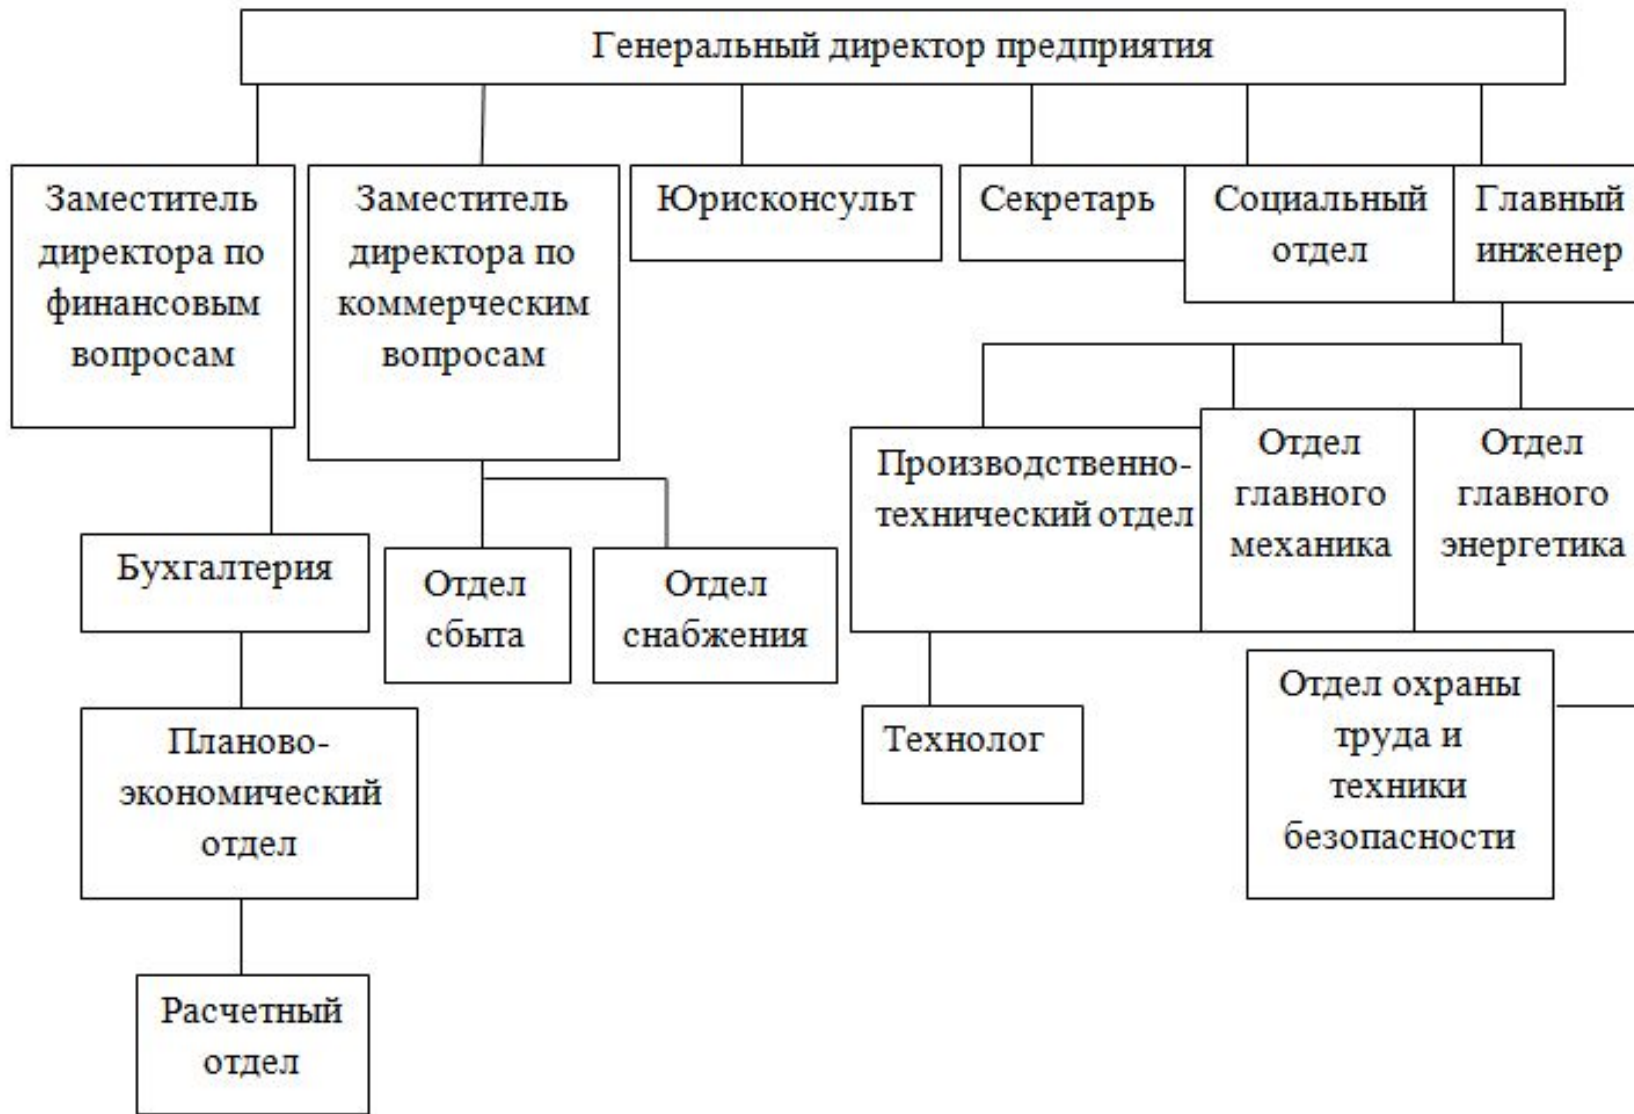 Генеральный директор предприятия
Заместитель
директора по
финансовым
вопросам
Заместитель
директора по
коммерческим
вопросам
Юрисконсульт
Секретарь
Социальный
отдел
Главный
инженер
Производственно-
технический отдел
Отдел
главного
механика
Отдел
главного
энергетика
Бухгалтерия
Отдел
сбыта
Отдел
снабжения
Планово-
экономический
отдел
Технолог
Отдел охраны
труда и
техники
безопасности
Расчетный
отдел